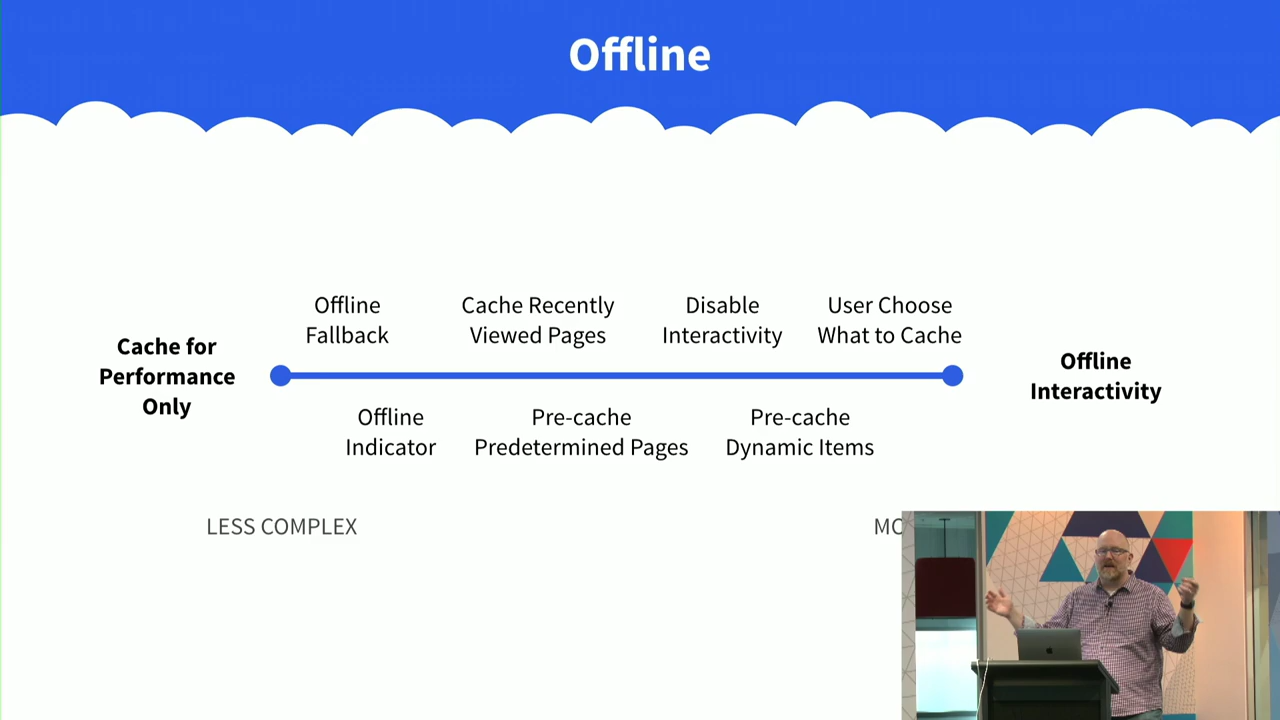 Offline
Offline
Fallback
Cache Recently
Viewed Pages
Disable
Interactivity
User Choose
What to Cache
Cache for
Performance
Only
Offline
Interactivity
Offline
Indicator
Pre-cache
Predetermined Pages
Pre-cache
Dynamic Items
LESS COMPLEX